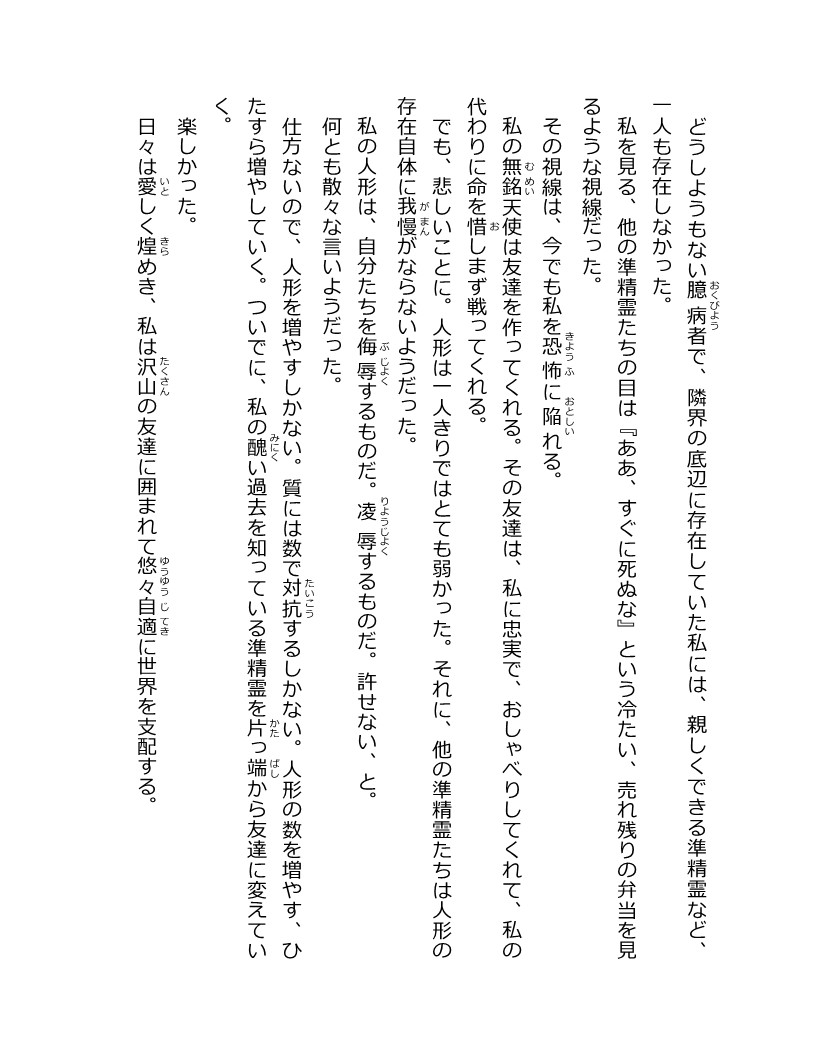 どうしようもない臆病者で、隣界の底辺に存在していた私には、親しくできる準精霊など、
一人も存在しなかった。
私を見る、他の準精霊たちの目は『ああ、すぐに死ぬな』という冷たい、売れ残りの弁当を見
るような視線だった。
その視線は、今でも私を恐怖に陥れる。
私の無銘天使は友達を作ってくれる。その友達は、私に忠実で、おしゃべりしてくれて、私の
代わりに命を惜しまず戦ってくれる。
でも、悲しいことに。人形は一人きりではとても弱かった。それに、他の準精霊たちは人形の
存在自体に我慢がならないようだった。
私の人形は、自分たちを侮辱するものだ。凌辱するものだ。許せない、と。
何とも散々な言いようだった。
仕方ないので、人形を増やすしかない。質には数で対抗するしかない。人形の数を増やす、ひ
たすら増やしていく。ついでに、私の醜い過去を知っている準精霊を片っ端から友達に変えてい
く。
楽しかった。
日々は愛しく煌めき、私は沢山の友達に囲まれて悠々自適に世界を支配する。